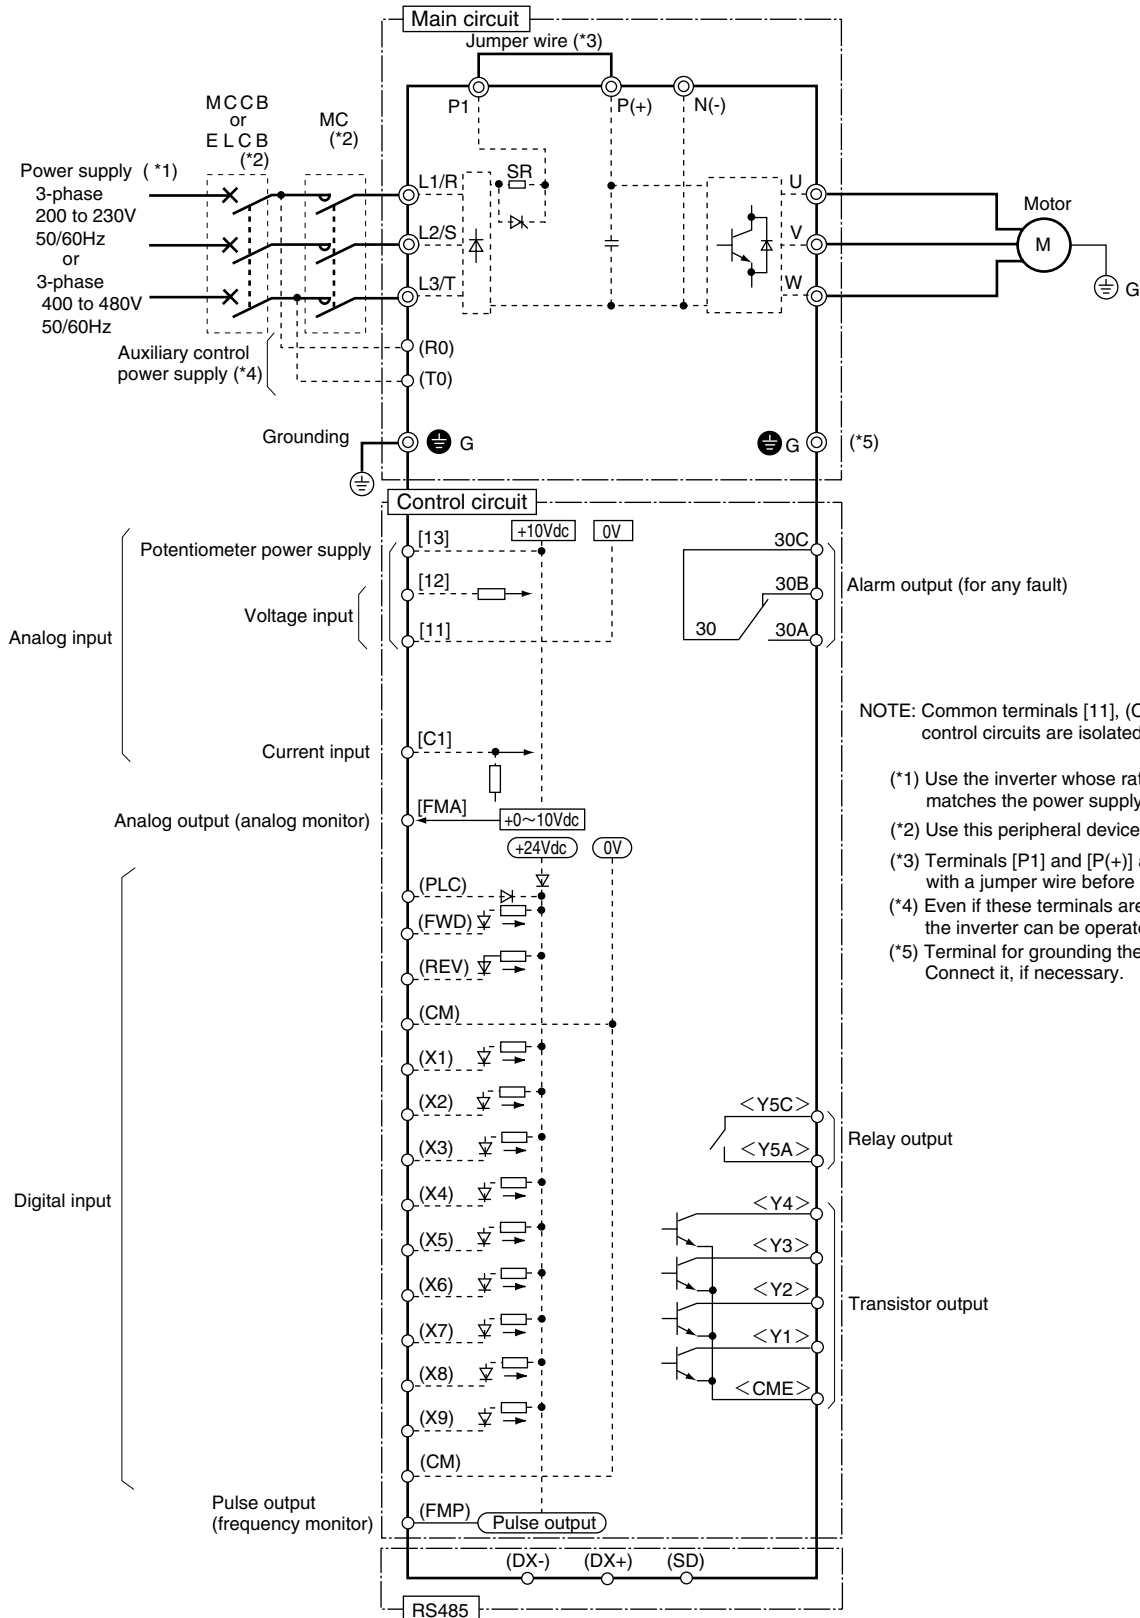 Main circuit
Jumper wire (*3)
P1
P(+)
N(-)
MCCB
or
ELCB
(*2)
MC
(*2)
Power supply (*1)
3-phase
200 to 230V
50/60Hz
or
3-phase
400 to 480V
50/60Hz
L1/R
L2/S
L3/T
SR
U
V
W
Motor
M
G
Auxiliary control
power supply (*4)
(R0)
(T0)
Grounding
G
G
(*5)
Control circuit
Analog input
Potentiometer power supply
[13]
+10Vdc
0V
Voltage input
[12]
[11]
30C
30B
30
30A
Alarm output (for any fault)
Current input
[C1]
Analog output (analog monitor)
[FMA]
+0～10Vdc
+24Vdc
0V
NOTE: Common terminals [11], (C
control circuits are isolated
(*1) Use the inverter whose ra
matches the power supply
(*2) Use this peripheral device
(*3) Terminals [P1] and [P(+)] a
with a jumper wire before
(*4) Even if these terminals are
the inverter can be operate
(*5) Terminal for grounding the
Connect it, if necessary.
Digital input
(PLC)
(FWD)
(REV)
(CM)
(X1)
(X2)
(X3)
(X4)
(X5)
(X6)
(X7)
(X8)
(X9)
(CM)
<Y5C>
<Y5A>
Relay output
<Y4>
<Y3>
<Y2>
<Y1>
<CME>
Transistor output
Pulse output
(frequency monitor)
(FMP)
Pulse output
(DX-)
(DX+)
(SD)
RS485